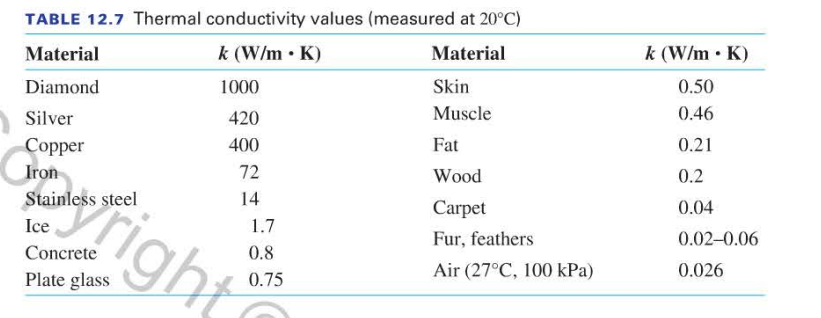 TABLE 12.7 Thermal conductivity values (measured at 20°C)
Material k (W/m • K) Material k (W/m • K)
Diamond 1000 Skin 0.50
Silver 420 Muscle 0.46
Copper 400 Fat 0.21
Iron 72 Wood 0.2
Stainless steel 14 Carpet 0.04
Ice 1.7 Fur, feathers 0.02–0.06
Concrete 0.8 Air (27°C, 100 kPa) 0.026
Plate glass 0.75
Copyright ©